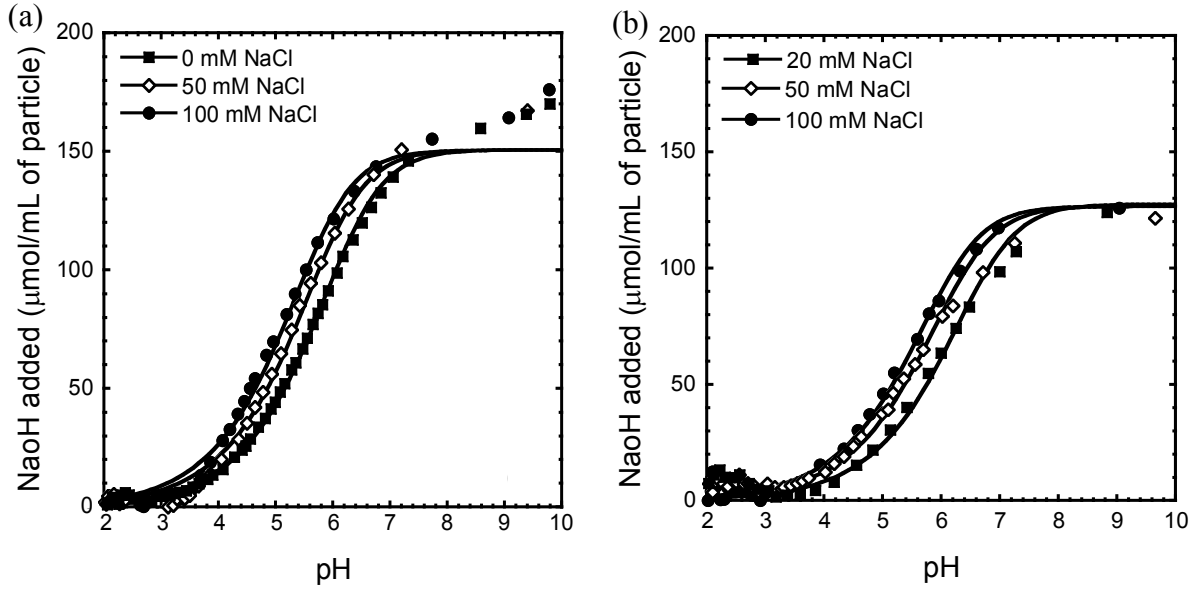 (a)
NaoH added (μmol/mL of particle)
200
150
100
50
0
0 mM NaCl
50 mM NaCl
100 mM NaCl
2 3 4 5 6 7 8 9 10
pH
(b)
NaoH added (μmol/mL of particle)
200
150
100
50
0
20 mM NaCl
50 mM NaCl
100 mM NaCl
2 3 4 5 6 7 8 9 10
pH